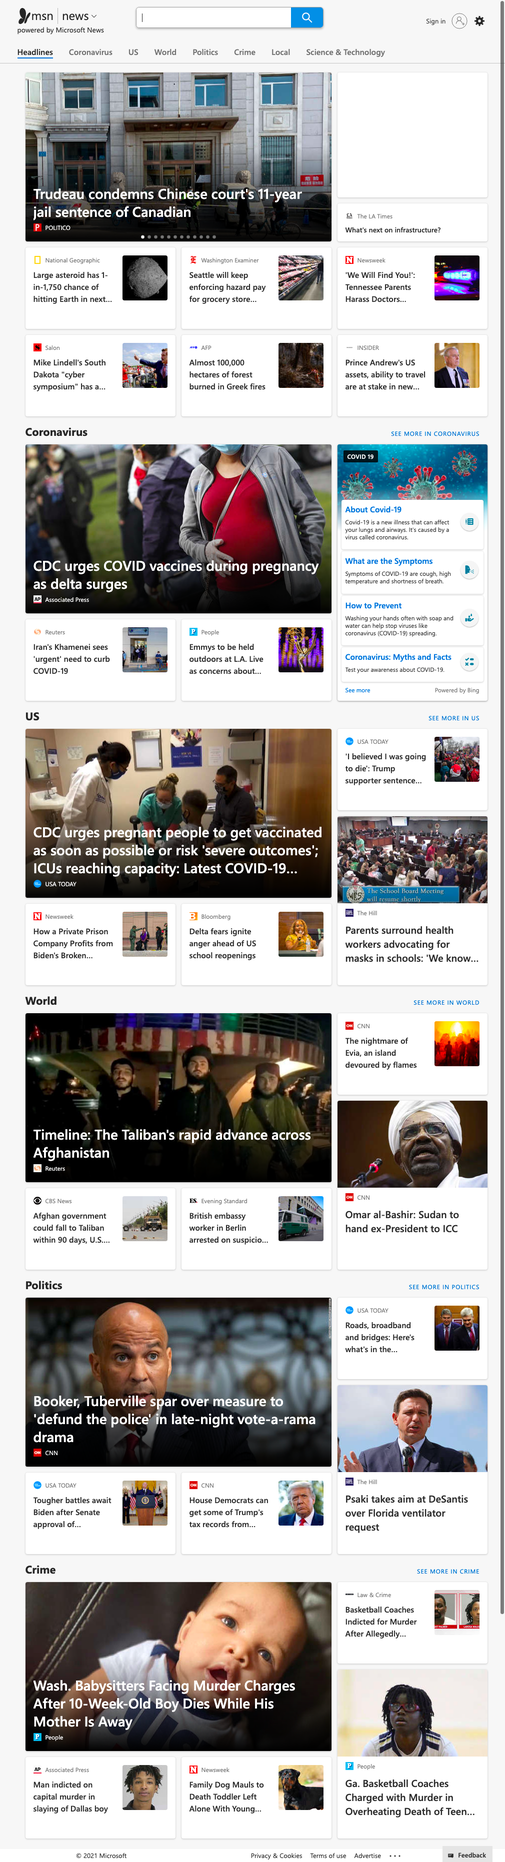 msn news
powered by Microsoft News
Sign in
Headlines Coronavirus US World Politics Crime Local Science & Technology
Trudeau condemns Chinese court's 11-year
jail sentence of Canadian
POLITICO
The LA Times
What's next on infrastructure?
National Geographic
Large asteroid has 1-
in-1,750 chance of
hitting Earth in next...
Washington Examiner
Seattle will keep
enforcing hazard pay
for grocery store...
Newsweek
'We Will Find You!':
Tennessee Parents
Harass Doctors...
Salon
Mike Lindell's South
Dakota "cyber
symposium" has a...
AFP
Almost 100,000
hectares of forest
burned in Greek fires
INSIDER
Prince Andrew's US
assets, ability to travel
are at stake in new...
Coronavirus
SEE MORE IN CORONAVIRUS
CDC urges COVID vaccines during pregnancy
as delta surges
AP Associated Press
COVID 19
About Covid-19
Covid-19 is a new illness that can affect
your lungs and airways. It's caused by a
virus called coronavirus.
What are the Symptoms
Symptoms of COVID-19 are cough, high
temperature and shortness of breath.
How to Prevent
Washing your hands often with soap and
water can help stop viruses like
coronavirus (COVID-19) spreading.
Coronavirus: Myths and Facts
Test your awareness about COVID-19.
See more
Powered by Bing
Reuters
Iran's Khamenei sees
'urgent' need to curb
COVID-19
People
Emmys to be held
outdoors at L.A. Live
as concerns about...
US
SEE MORE IN US
CDC urges pregnant people to get vaccinated
as soon as possible or risk 'severe outcomes';
ICUs reaching capacity: Latest COVID-19...
USA TODAY
USA TODAY
'I believed I was going
to die': Trump
supporter sentence...
The School Board Meeting
will resume shortly
The Hill
Parents surround health
workers advocating for
masks in schools: 'We know...
Newsweek
How a Private Prison
Company Profits from
Biden's Broken...
Bloomberg
Delta fears ignite
anger ahead of US
school reopenings
World
SEE MORE IN WORLD
Timeline: The Taliban's rapid advance across
Afghanistan
Reuters
CNN
The nightmare of
Evia, an island
devoured by flames
CNN
Omar al-Bashir: Sudan to
hand ex-President to ICC
CBS News
Afghan government
could fall to Taliban
within 90 days, U.S....
ES Evening Standard
British embassy
worker in Berlin
arrested on suspicio...
Politics
SEE MORE IN POLITICS
Booker, Tuberville spar over measure to
'defund the police' in late-night vote-a-rama
drama
CNN
USA TODAY
Roads, broadband
and bridges: Here's
what's in the...
The Hill
Psaki takes aim at DeSantis
over Florida ventilator
request
USA TODAY
Tougher battles await
Biden after Senate
approval of...
CNN
House Democrats can
get some of Trump's
tax records from...
Crime
SEE MORE IN CRIME
Wash. Babysitters Facing Murder Charges
After 10-Week-Old Boy Dies While His
Mother Is Away
People
Law & Crime
Basketball Coaches
Indicted for Murder
After Allegedly...
People
Ga. Basketball Coaches
Charged with Murder in
Overheating Death of Teen...
AP Associated Press
Man indicted on
capital murder in
slaying of Dallas boy
Newsweek
Family Dog Mauls to
Death Toddler Left
Alone With Young...
© 2021 Microsoft
Privacy & Cookies Terms of use Advertise ...
Feedback